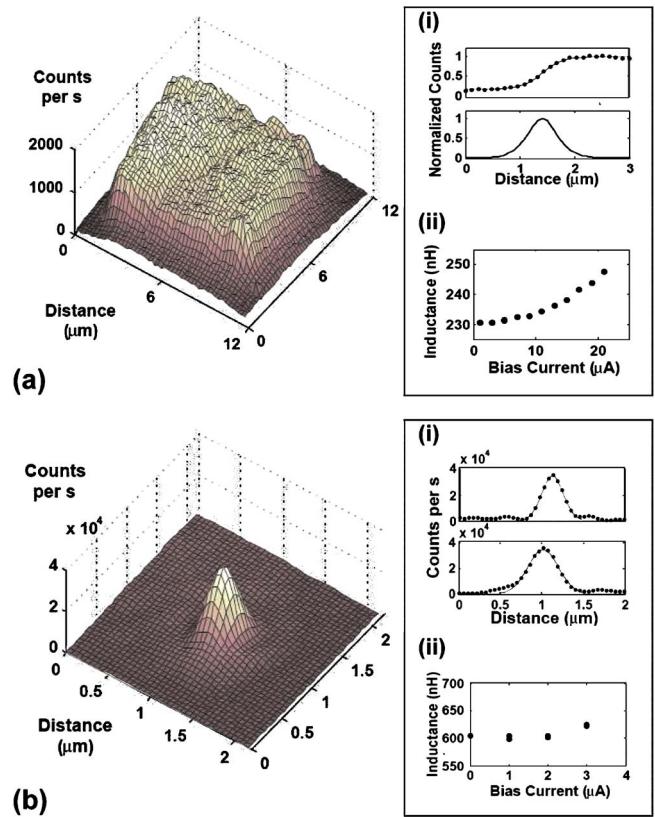 (a)
Counts
per s
2000
1000
0
0
6
12
Distance
(μm)
0
6
12
(i)
Normalized Counts
1
0.5
0
1
0.5
0
0
1
2
3
Distance (μm)
(ii)
Inductance (nH)
250
240
230
0
10
20
Bias Current (μA)
(b)
Counts
per s
x 10⁴
4
2
0
0
0.5
1
1.5
2
Distance
(μm)
0
0.5
1
1.5
2
(i)
Counts per s
x 10⁴
4
2
0
x 10⁴
4
2
0
0
0.5
1
1.5
2
Distance (μm)
(ii)
Inductance (nH)
700
650
600
550
0
1
2
3
4
Bias Current (μA)